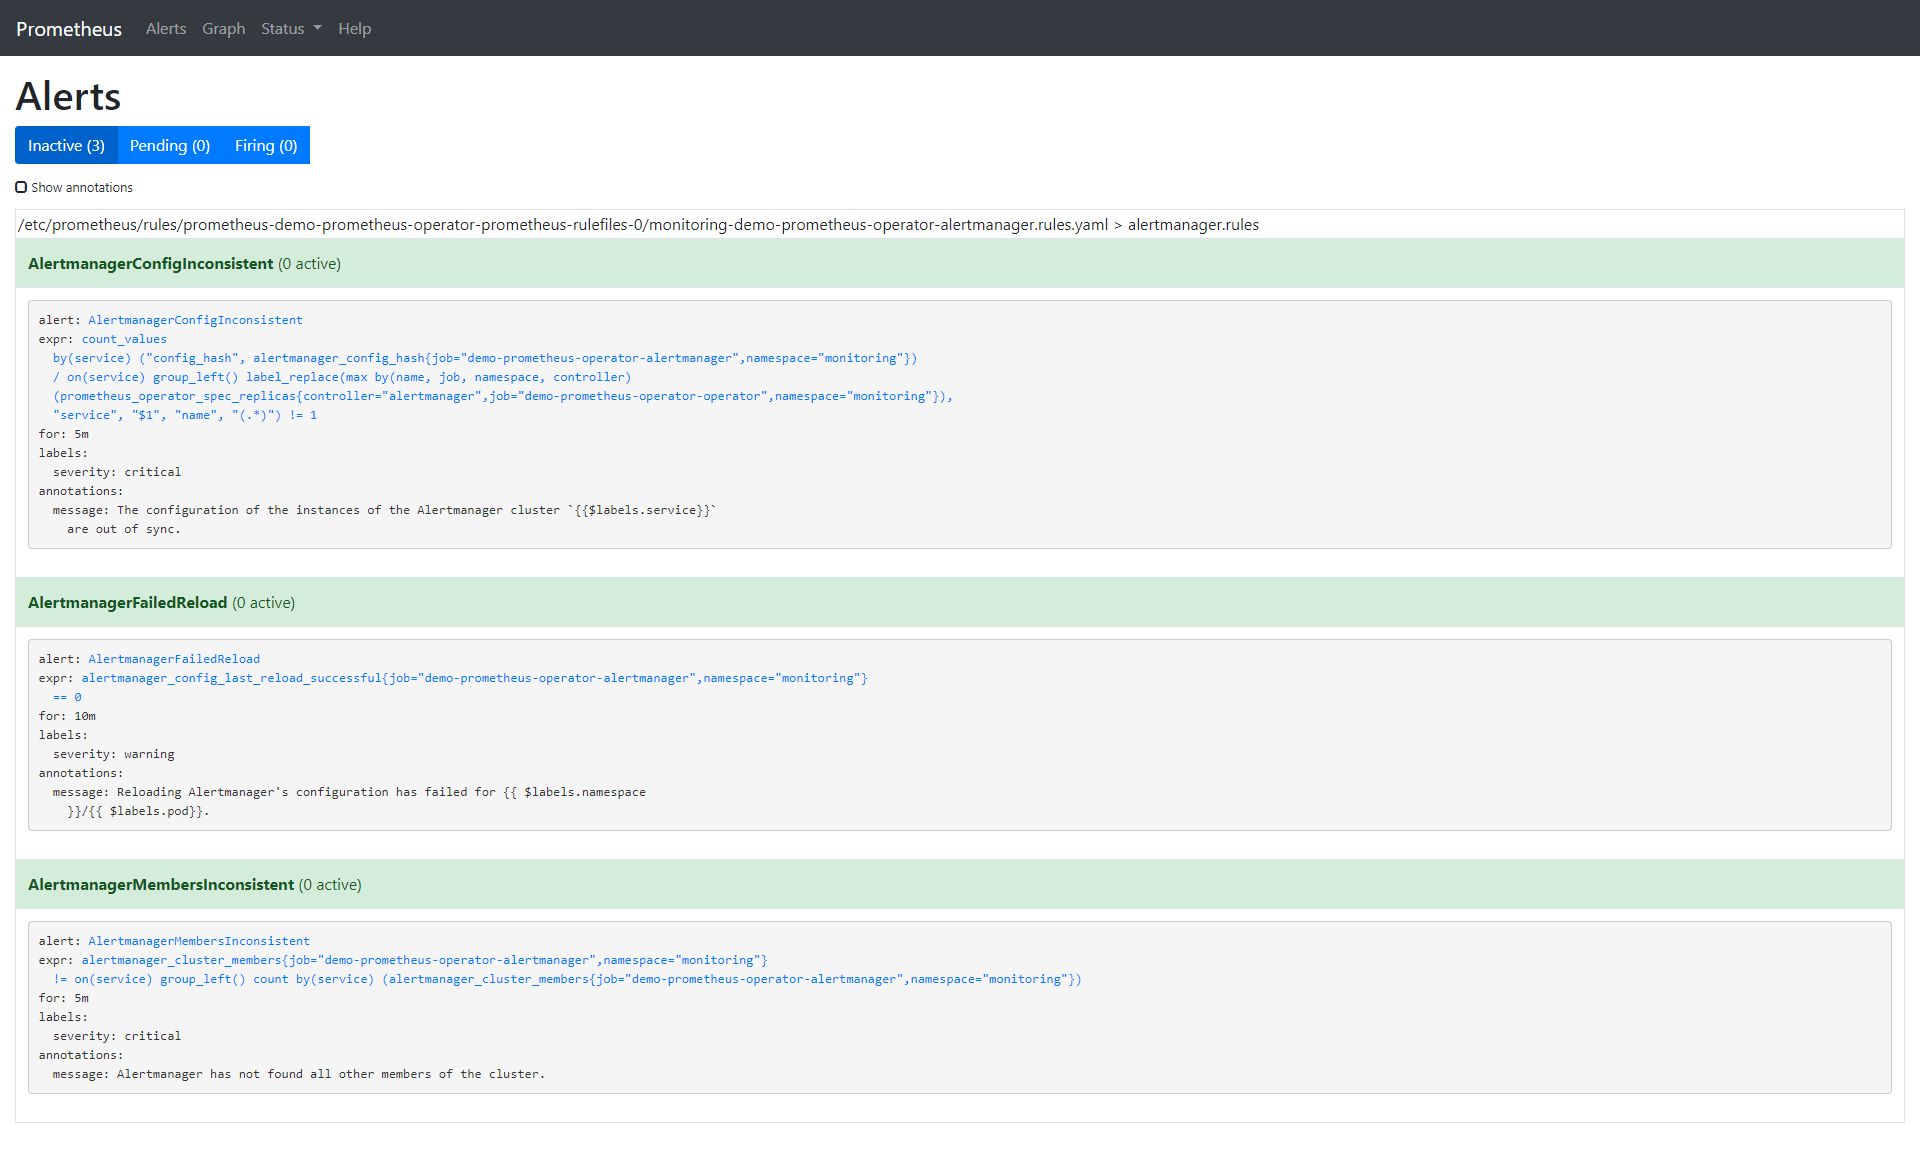 Prometheus Alerts Graph Status Help
Alerts
Inactive (3) Pending (0) Firing (0)
Show annotations
/etc/prometheus/rules/prometheus-demo-prometheus-operator-prometheus-rulefiles-0/monitoring-demo-prometheus-operator-alertmanager.rules.yaml > alertmanager.rules
AlertmanagerConfigInconsistent (0 active)
alert: AlertmanagerConfigInconsistent
expr: count_values
  by(service) ("config_hash", alertmanager_config_hash{job="demo-prometheus-operator-alertmanager",namespace="monitoring"})
  / on(service) group_left() label_replace(max by(name, job, namespace, controller)
  (prometheus_operator_spec_replicas{controller="alertmanager",job="demo-prometheus-operator-operator",namespace="monitoring"}),
  "service", "$1", "name", "(.*)") != 1
for: 5m
labels:
  severity: critical
annotations:
  message: The configuration of the instances of the Alertmanager cluster `{{$labels.service}}`
    are out of sync.
AlertmanagerFailedReload (0 active)
alert: AlertmanagerFailedReload
expr: alertmanager_config_last_reload_successful{job="demo-prometheus-operator-alertmanager",namespace="monitoring"}
  == 0
for: 10m
labels:
  severity: warning
annotations:
  message: Reloading Alertmanager's configuration has failed for {{ $labels.namespace
    }}/{{ $labels.pod}}.
AlertmanagerMembersInconsistent (0 active)
alert: AlertmanagerMembersInconsistent
expr: alertmanager_cluster_members{job="demo-prometheus-operator-alertmanager",namespace="monitoring"}
  != on(service) group_left() count by(service) (alertmanager_cluster_members{job="demo-prometheus-operator-alertmanager",namespace="monitoring"})
for: 5m
labels:
  severity: critical
annotations:
  message: Alertmanager has not found all other members of the cluster.